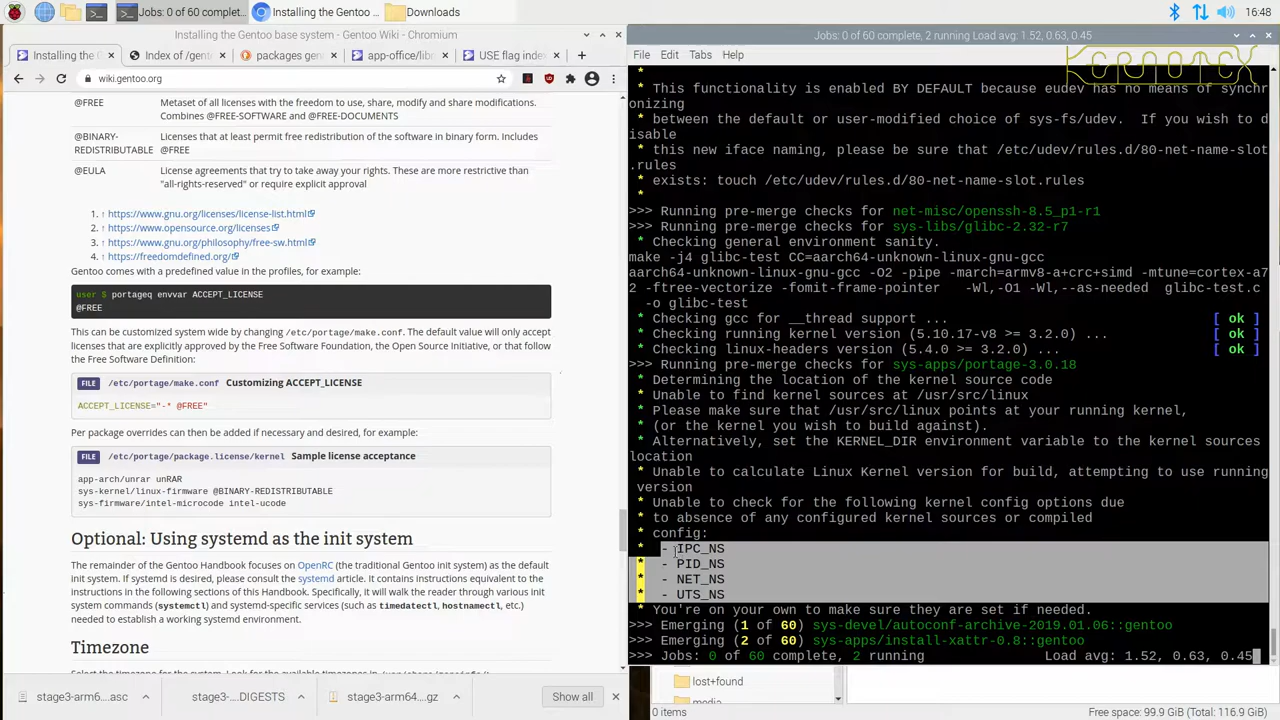 Jobs: 0 of 60 complet...
Installing the Gentoo ...
Downloads
16:48
Installing the Gentoo base system - Gentoo Wiki - Chromium
Installing the G
Index of /gento
packages gent
app-office/libre
USE flag index
wiki.gentoo.org
@FREE
Metaset of all licenses with the freedom to use, share, modify and share modifications.
Combines @FREE-SOFTWARE and @FREE-DOCUMENTS
@BINARY-
REDISTRIBUTABLE
Licenses that at least permit free redistribution of the software in binary form. Includes
@FREE
@EULA
License agreements that try to take away your rights. These are more restrictive than
"all-rights-reserved" or require explicit approval
1. ↑ https://www.gnu.org/licenses/license-list.html
2. ↑ https://www.opensource.org/licenses
3. ↑ https://www.gnu.org/philosophy/free-sw.html
4. ↑ https://freedomdefined.org/
Gentoo comes with a predefined value in the profiles, for example:
user $ portageq envvar ACCEPT_LICENSE
@FREE
This can be customized system wide by changing /etc/portage/make.conf. The default value will only accept
licenses that are explicitly approved by the Free Software Foundation, the Open Source Initiative, or that follow
the Free Software Definition:
FILE /etc/portage/make.conf Customizing ACCEPT_LICENSE
ACCEPT_LICENSE="-* @FREE"
Per package overrides can then be added if necessary and desired, for example:
FILE /etc/portage/package.license/kernel Sample license acceptance
app-arch/unrar unRAR
sys-kernel/linux-firmware @BINARY-REDISTRIBUTABLE
sys-firmware/intel-microcode intel-ucode
Optional: Using systemd as the init system
The remainder of the Gentoo Handbook focuses on OpenRC (the traditional Gentoo init system) as the default
init system. If systemd is desired, please consult the systemd article. It contains instructions equivalent to the
instructions in the following sections of this Handbook. Specifically, it will walk the reader through various init
system commands (systemctl) and systemd-specific services (such as timedatectl, hostnamectl, etc.)
needed to establish a working systemd environment.
Timezone
stage3-arm6....asc
stage3-...DIGESTS
stage3-arm64...gz
Show all
Jobs: 0 of 60 complete, 2 running Load avg: 1.52, 0.63, 0.45
File Edit Tabs Help
*
* This functionality is enabled BY DEFAULT because eudev has no means of synchr
onizing
* between the default or user-modified choice of sys-fs/udev. If you wish to d
isable
* this new iface naming, please be sure that /etc/udev/rules.d/80-net-name-slot
.rules
* exists: touch /etc/udev/rules.d/80-net-name-slot.rules
*
>>> Running pre-merge checks for net-misc/openssh-8.5_p1-r1
>>> Running pre-merge checks for sys-libs/glibc-2.32-r7
* Checking general environment sanity.
make -j4 glibc-test CC=aarch64-unknown-linux-gnu-gcc
aarch64-unknown-linux-gnu-gcc -O2 -pipe -march=armv8-a+crc+simd -mtune=cortex-a7
2 -ftree-vectorize -fomit-frame-pointer -Wl,-O1 -Wl,--as-needed glibc-test.c
-o glibc-test
* Checking gcc for __thread support ... [ ok ]
* Checking running kernel version (5.10.17-v8 >= 3.2.0) ... [ ok ]
* Checking linux-headers version (5.4.0 >= 3.2.0) ... [ ok ]
>>> Running pre-merge checks for sys-apps/portage-3.0.18
* Determining the location of the kernel source code
* Unable to find kernel sources at /usr/src/linux
* Please make sure that /usr/src/linux points at your running kernel,
* (or the kernel you wish to build against).
* Alternatively, set the KERNEL_DIR environment variable to the kernel sources
location
* Unable to calculate Linux Kernel version for build, attempting to use running
version
* Unable to check for the following kernel config options due
* to absence of any configured kernel sources or compiled
* config:
* - IPC_NS
* - PID_NS
* - NET_NS
* - UTS_NS
* You're on your own to make sure they are set if needed.
>>> Emerging (1 of 60) sys-devel/autoconf-archive-2019.01.06::gentoo
>>> Emerging (2 of 60) sys-apps/install-xattr-0.8::gentoo
>>> Jobs: 0 of 60 complete, 2 running Load avg: 1.52, 0.63, 0.45
lost+found
media
0 items
Free space: 99.9 GiB (Total: 116.9 GiB)